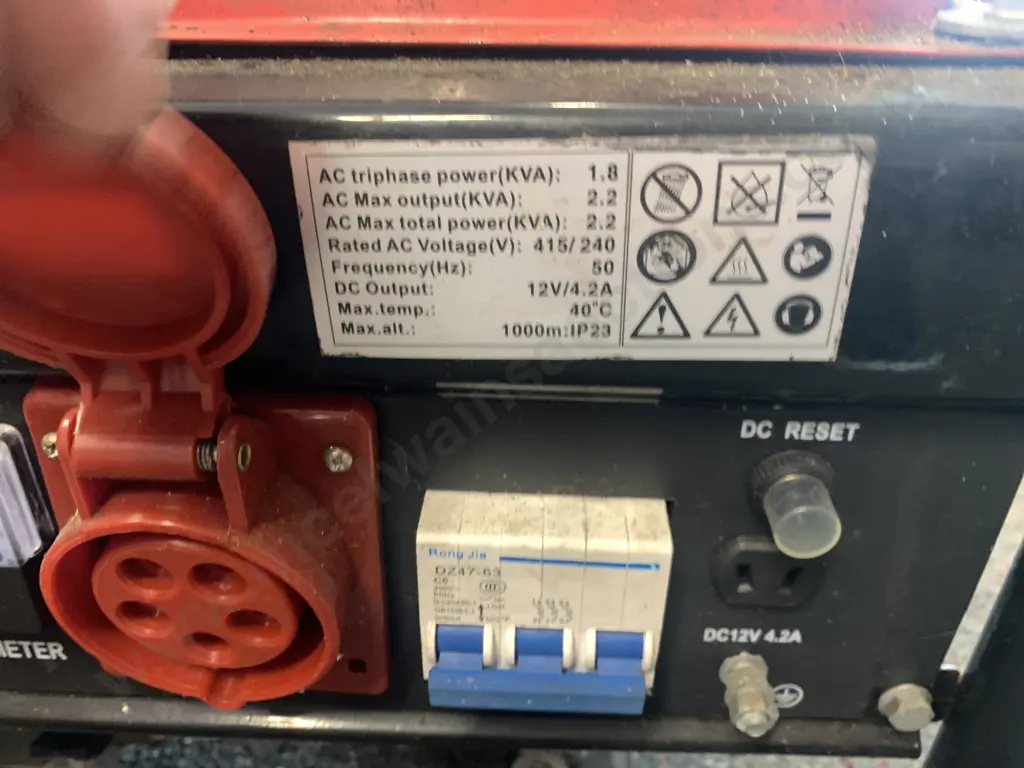 AC triphase power(KVA): 1.8
AC Max output(KVA): 2.2
AC Max total power(KVA): 2.2
Rated AC Voltage(V): 415/240
Frequency(Hz): 50
DC Output: 12V/4.2A
Max.temp.: 40°C
Max.alt.: 1000m:IP23
DC RESET
Rong Jia
DZ47-63
C6
DC12V 4.2A
METER